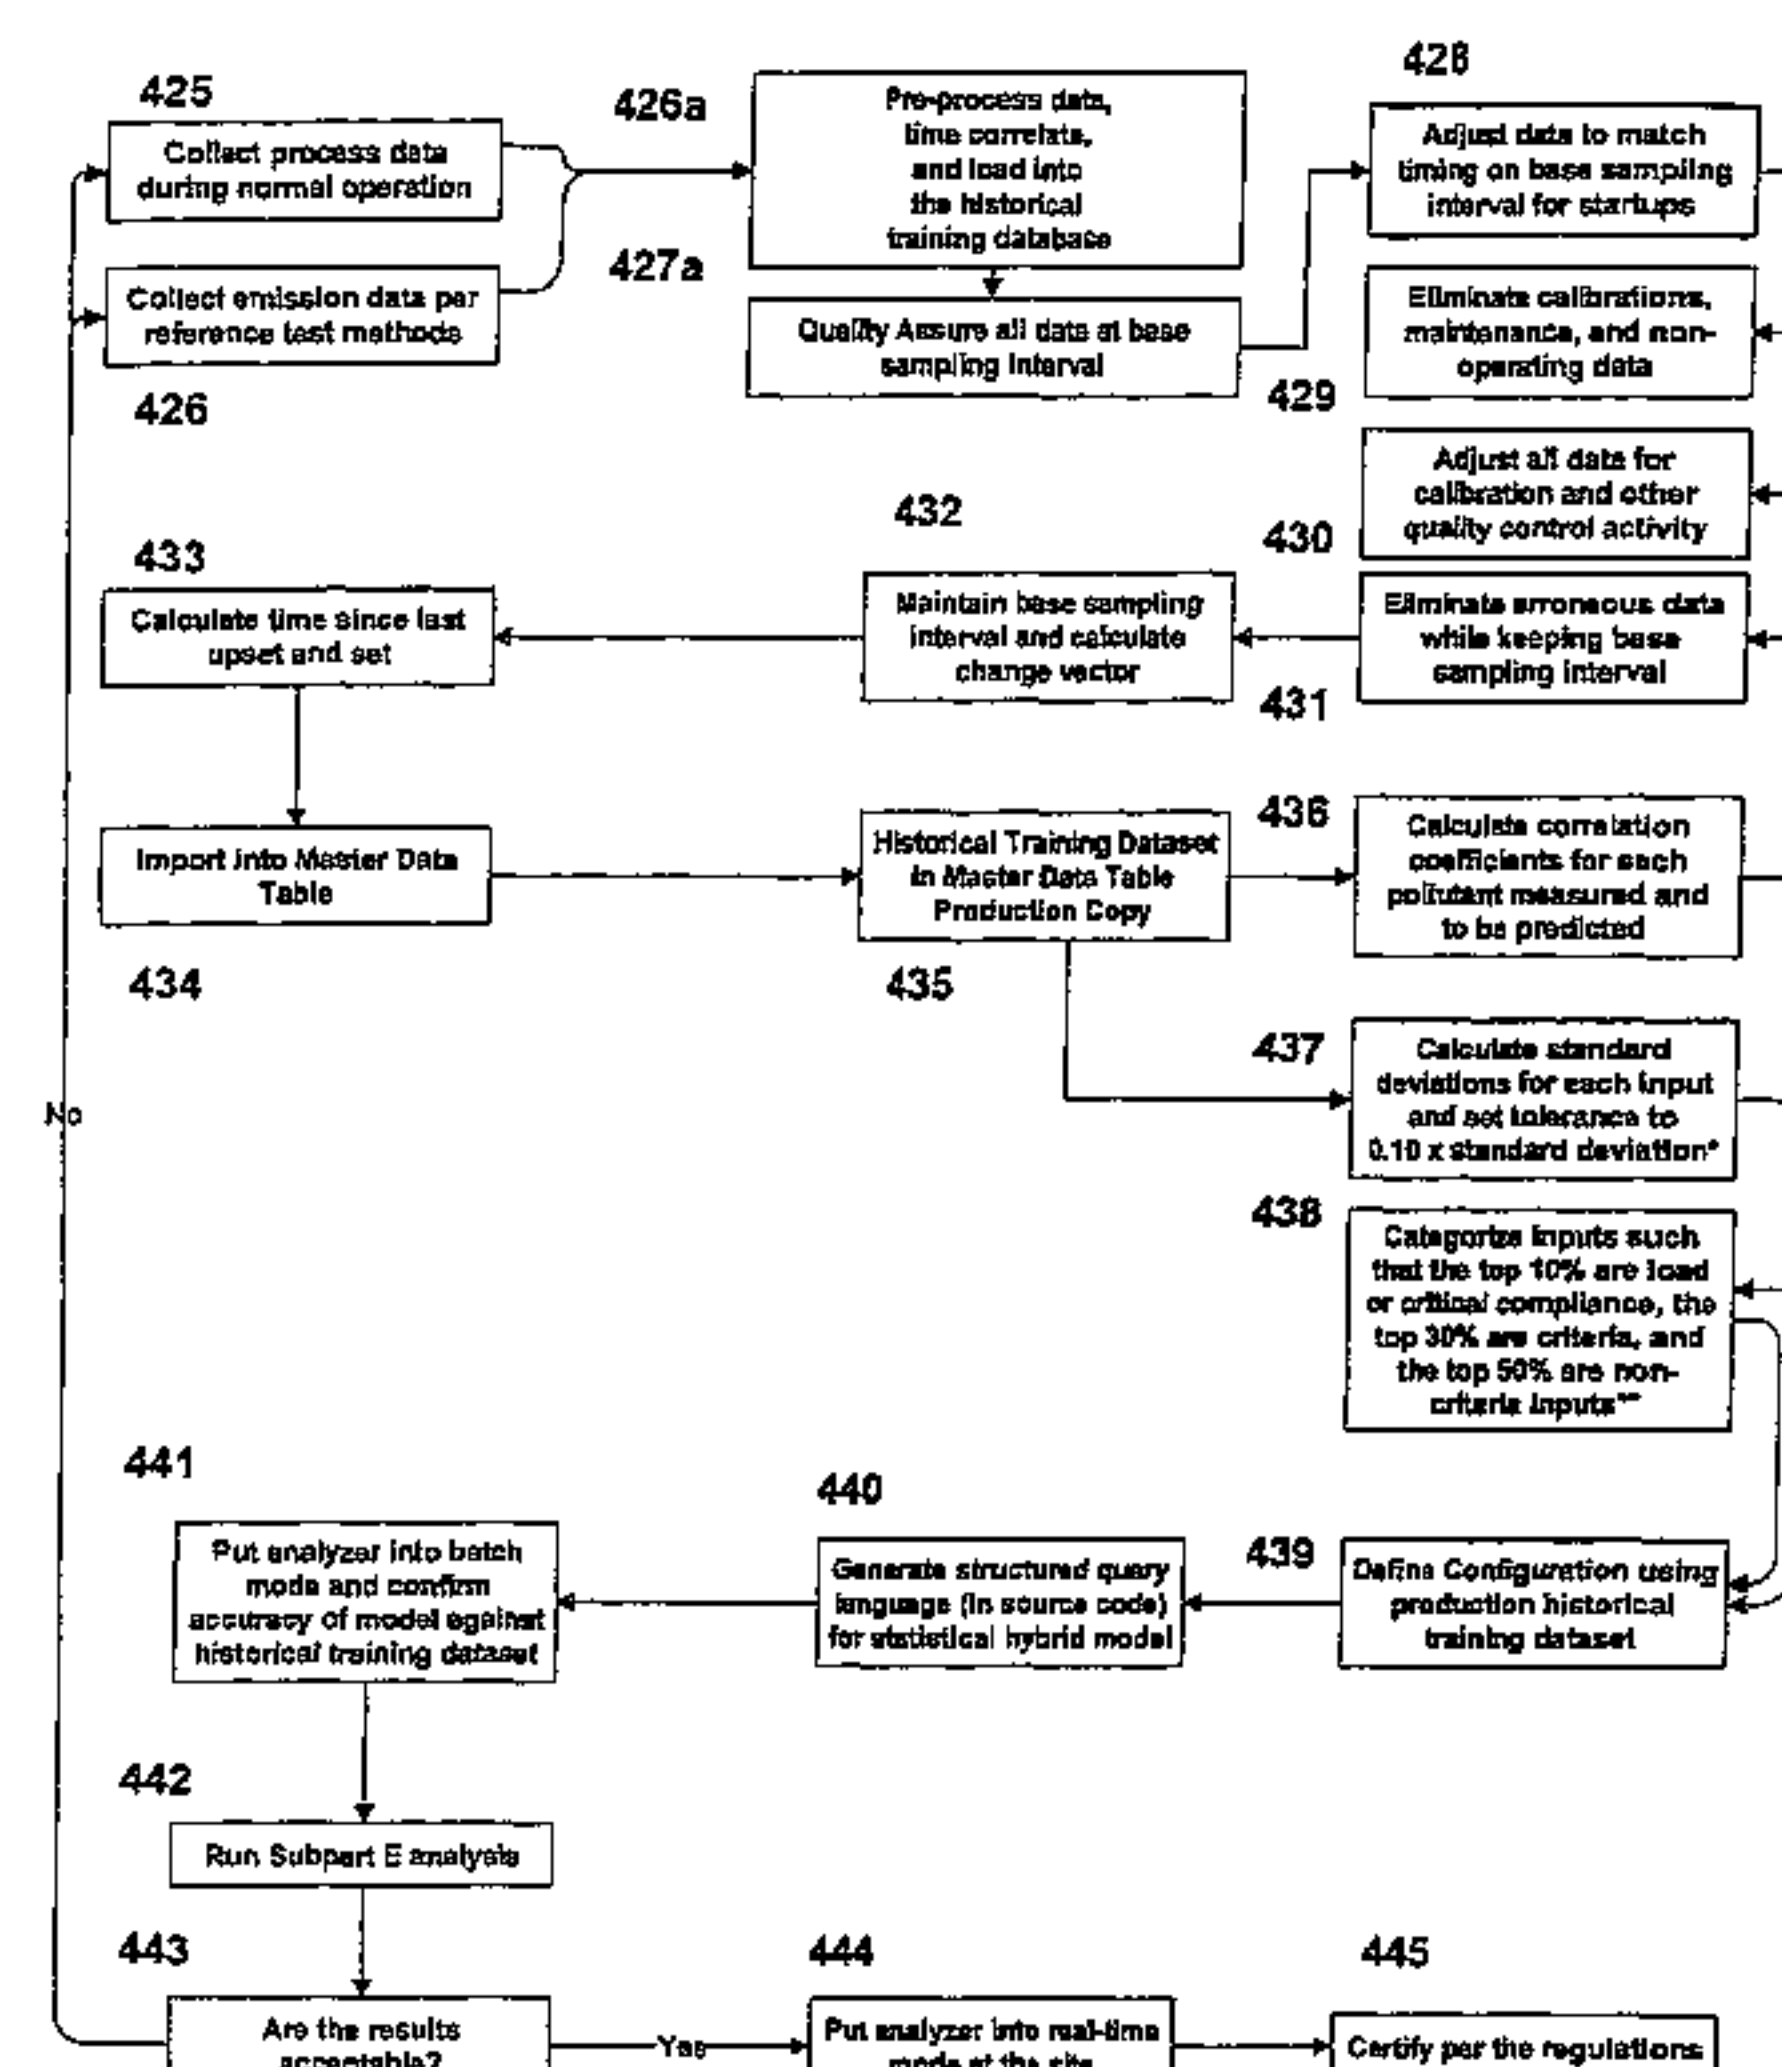 425
Collect process data
during normal operation
426a
Pre-process data,
time correlate,
and load into
the historical
training database
428
Adjust data to match
timing on base sampling
interval for startups
Collect emission data per
reference test methods
426
427a
Quality Assure all data at base
sampling interval
Eliminate calibrations,
maintenance, and non-
operating data
429
Adjust all data for
calibration and other
quality control activity
430
433
Calculate time since last
upset and set
432
Maintain base sampling
interval and calculate
change vector
Eliminate erroneous data
while keeping base
sampling interval
431
Import into Master Data
Table
434
Historical Training Dataset
in Master Data Table
Production Copy
435
436
Calculate correlation
coefficients for each
pollutant measured and
to be predicted
437
Calculate standard
deviations for each input
and set tolerance to
0.10 x standard deviation*
No
438
Categorize inputs such
that the top 10% are load
or critical compliance, the
top 30% are criteria, and
the top 50% are non-
criteria inputs**
441
Put analyzer into batch
mode and confirm
accuracy of model against
historical training dataset
440
Generate structured query
language (in source code)
for statistical hybrid model
439
Define Configuration using
production historical
training dataset
442
Run Subpart E analysis
443
Are the results
acceptable?
Yes
444
Put analyzer into real-time
mode at the site
445
Certify per the regulations